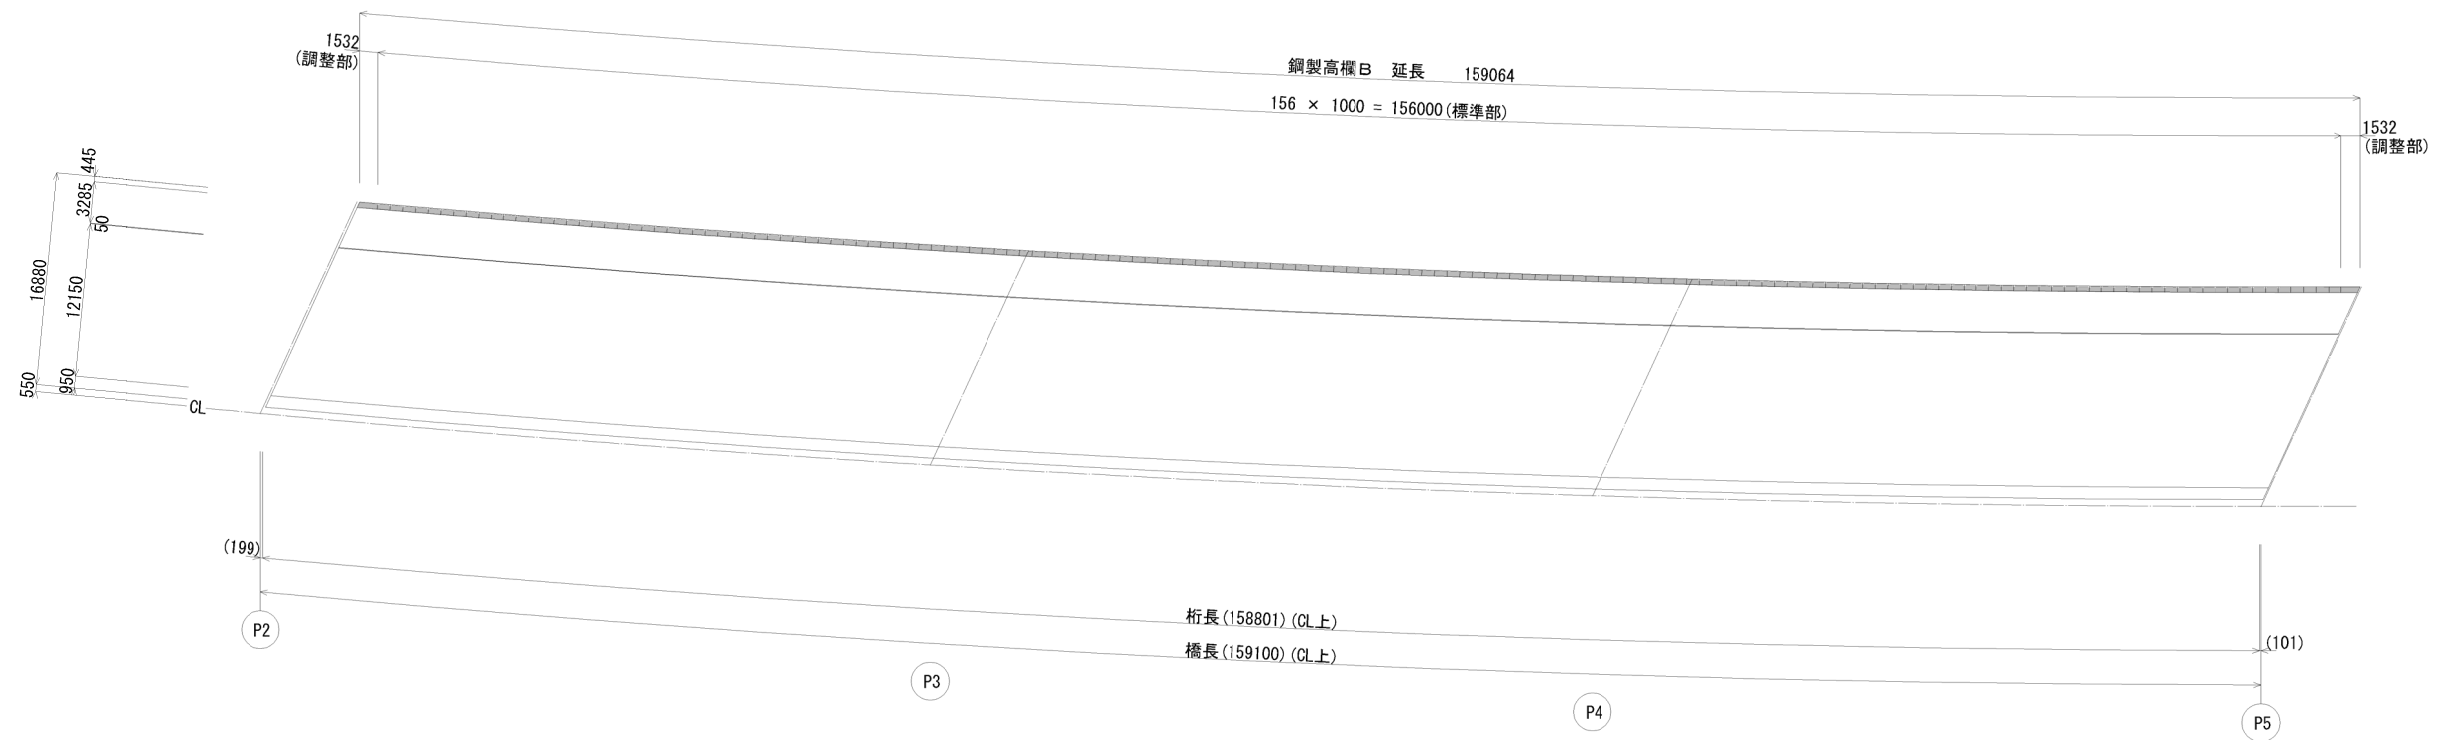 1532
(調整部)
鋼製高欄B 延長 159064
156 × 1000 = 156000(標準部)
1532
(調整部)
445
3285
50
16880
12150
550
950
CL
(199)
桁長(158801)(CL上)
(101)
橋長(159100)(CL上)
P2
P3
P4
P5